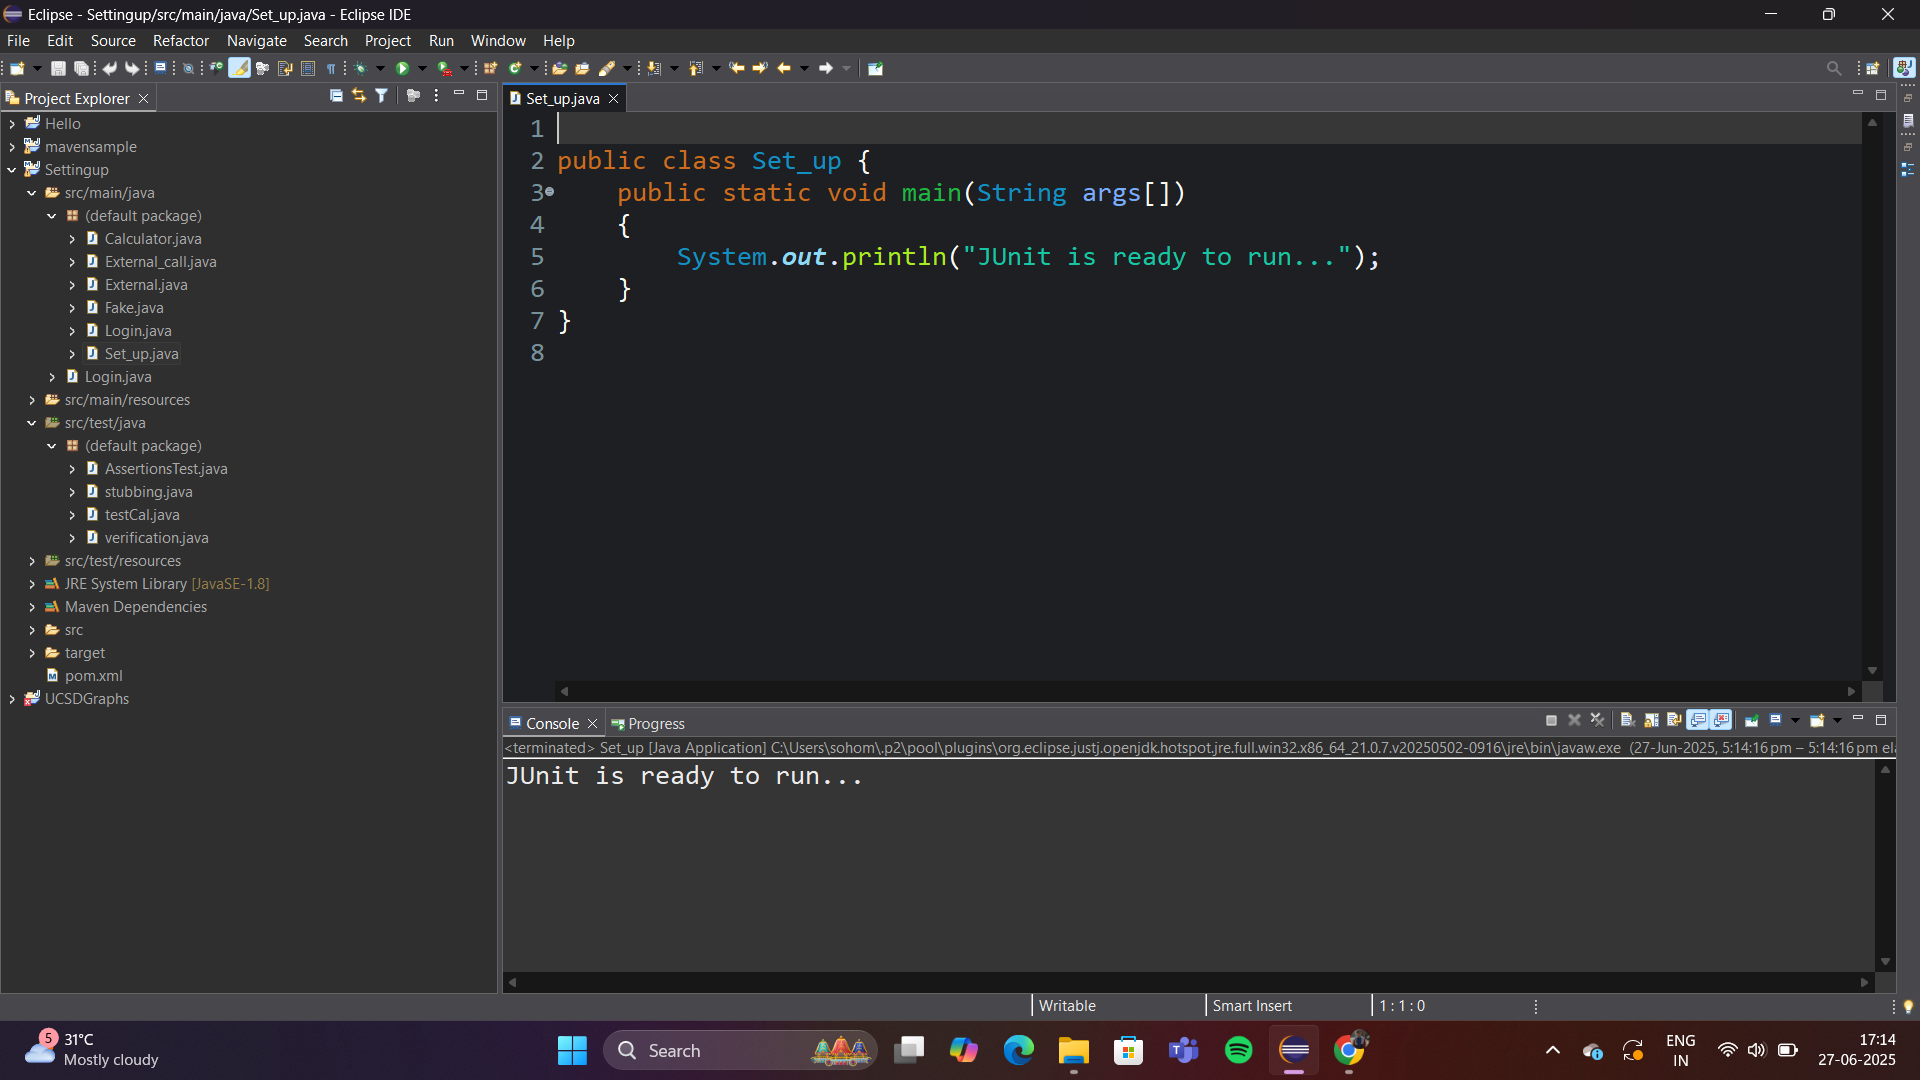 Eclipse - Settingup/src/main/java/Set_up.java - Eclipse IDE
File Edit Source Refactor Navigate Search Project Run Window Help
Project Explorer
Hello
mavensample
Settingup
src/main/java
(default package)
Calculator.java
External_call.java
External.java
Fake.java
Login.java
Set_up.java
Login.java
src/main/resources
src/test/java
(default package)
AssertionsTest.java
stubbing.java
testCal.java
verification.java
src/test/resources
JRE System Library [JavaSE-1.8]
Maven Dependencies
src
target
pom.xml
UCSDGraphs
Set_up.java
1
2 public class Set_up {
3 public static void main(String args[])
4 {
5 System.out.println("JUnit is ready to run...");
6 }
7 }
8
Console Progress
<terminated> Set_up [Java Application] C:\Users\sohom\.p2\pool\plugins\org.eclipse.justj.openjdk.hotspot.jre.full.win32.x86_64_21.0.7.v20250502-0916\jre\bin\javaw.exe (27-Jun-2025, 5:14:16 pm – 5:14:16 pm ela
JUnit is ready to run...
Writable Smart Insert 1 : 1 : 0
5
31°C
Mostly cloudy
Search
ENG
IN
17:14
27-06-2025